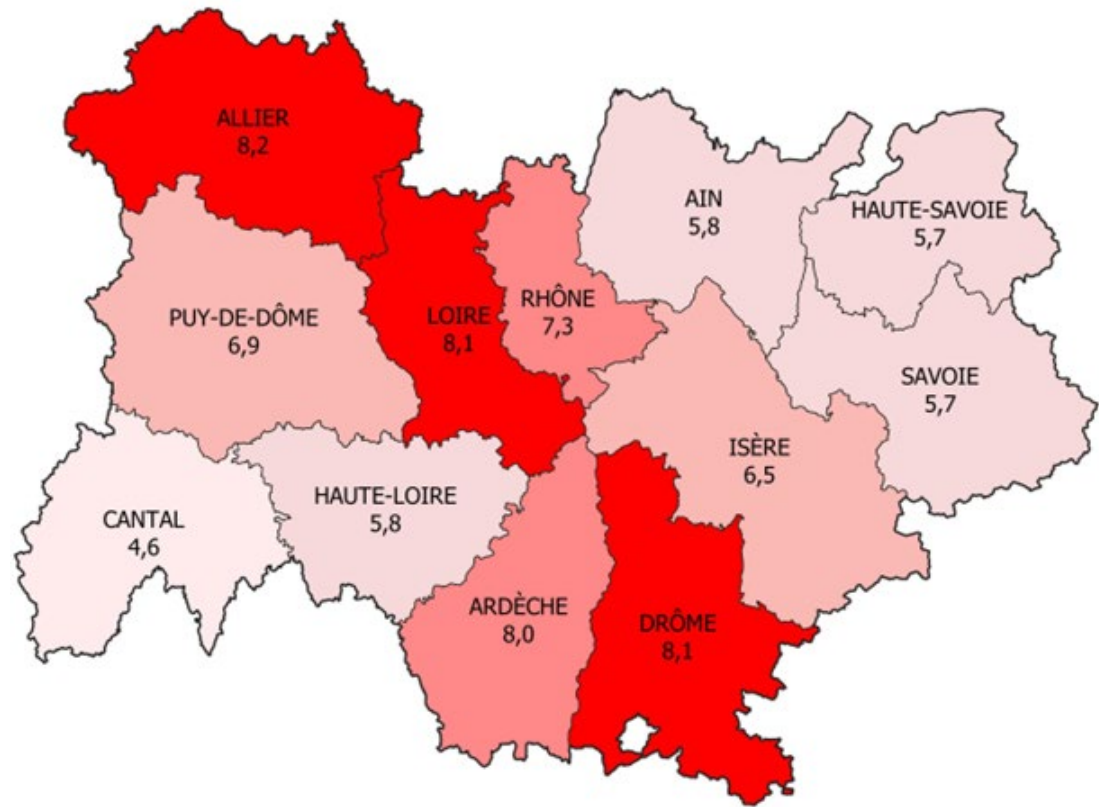 ALLIER
8,2
AIN
5,8
HAUTE-SAVOIE
5,7
PUY-DE-DÔME
6,9
LOIRE
8,1
RHÔNE
7,3
SAVOIE
5,7
ISÈRE
6,5
HAUTE-LOIRE
5,8
CANTAL
4,6
ARDÈCHE
8,0
DRÔME
8,1